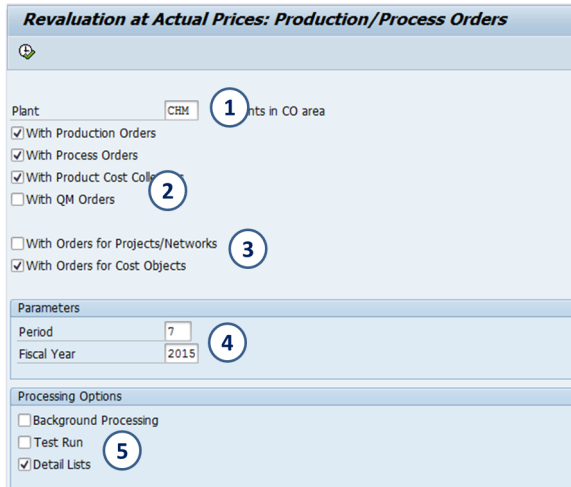 Revaluation at Actual Prices: Production/Process Orders
Plant CHM 1 in CO area
With Production Orders
With Process Orders
With Product Cost
With QM Orders
2
With Orders for Projects/Networks
3
With Orders for Cost Objects
Parameters
Period 7
4
Fiscal Year 2015
Processing Options
Background Processing
Test Run
5
Detail Lists